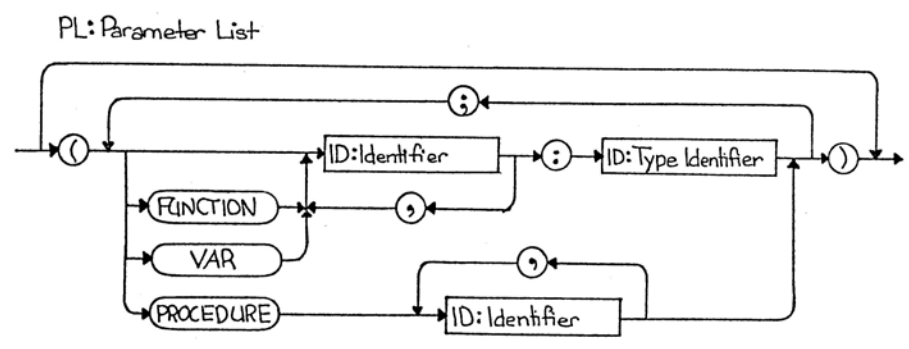 PL: Parameter List
;
( ID: Identifier : ID: Type Identifier )
FUNCTION ,
VAR
,
PROCEDURE ID: Identifier